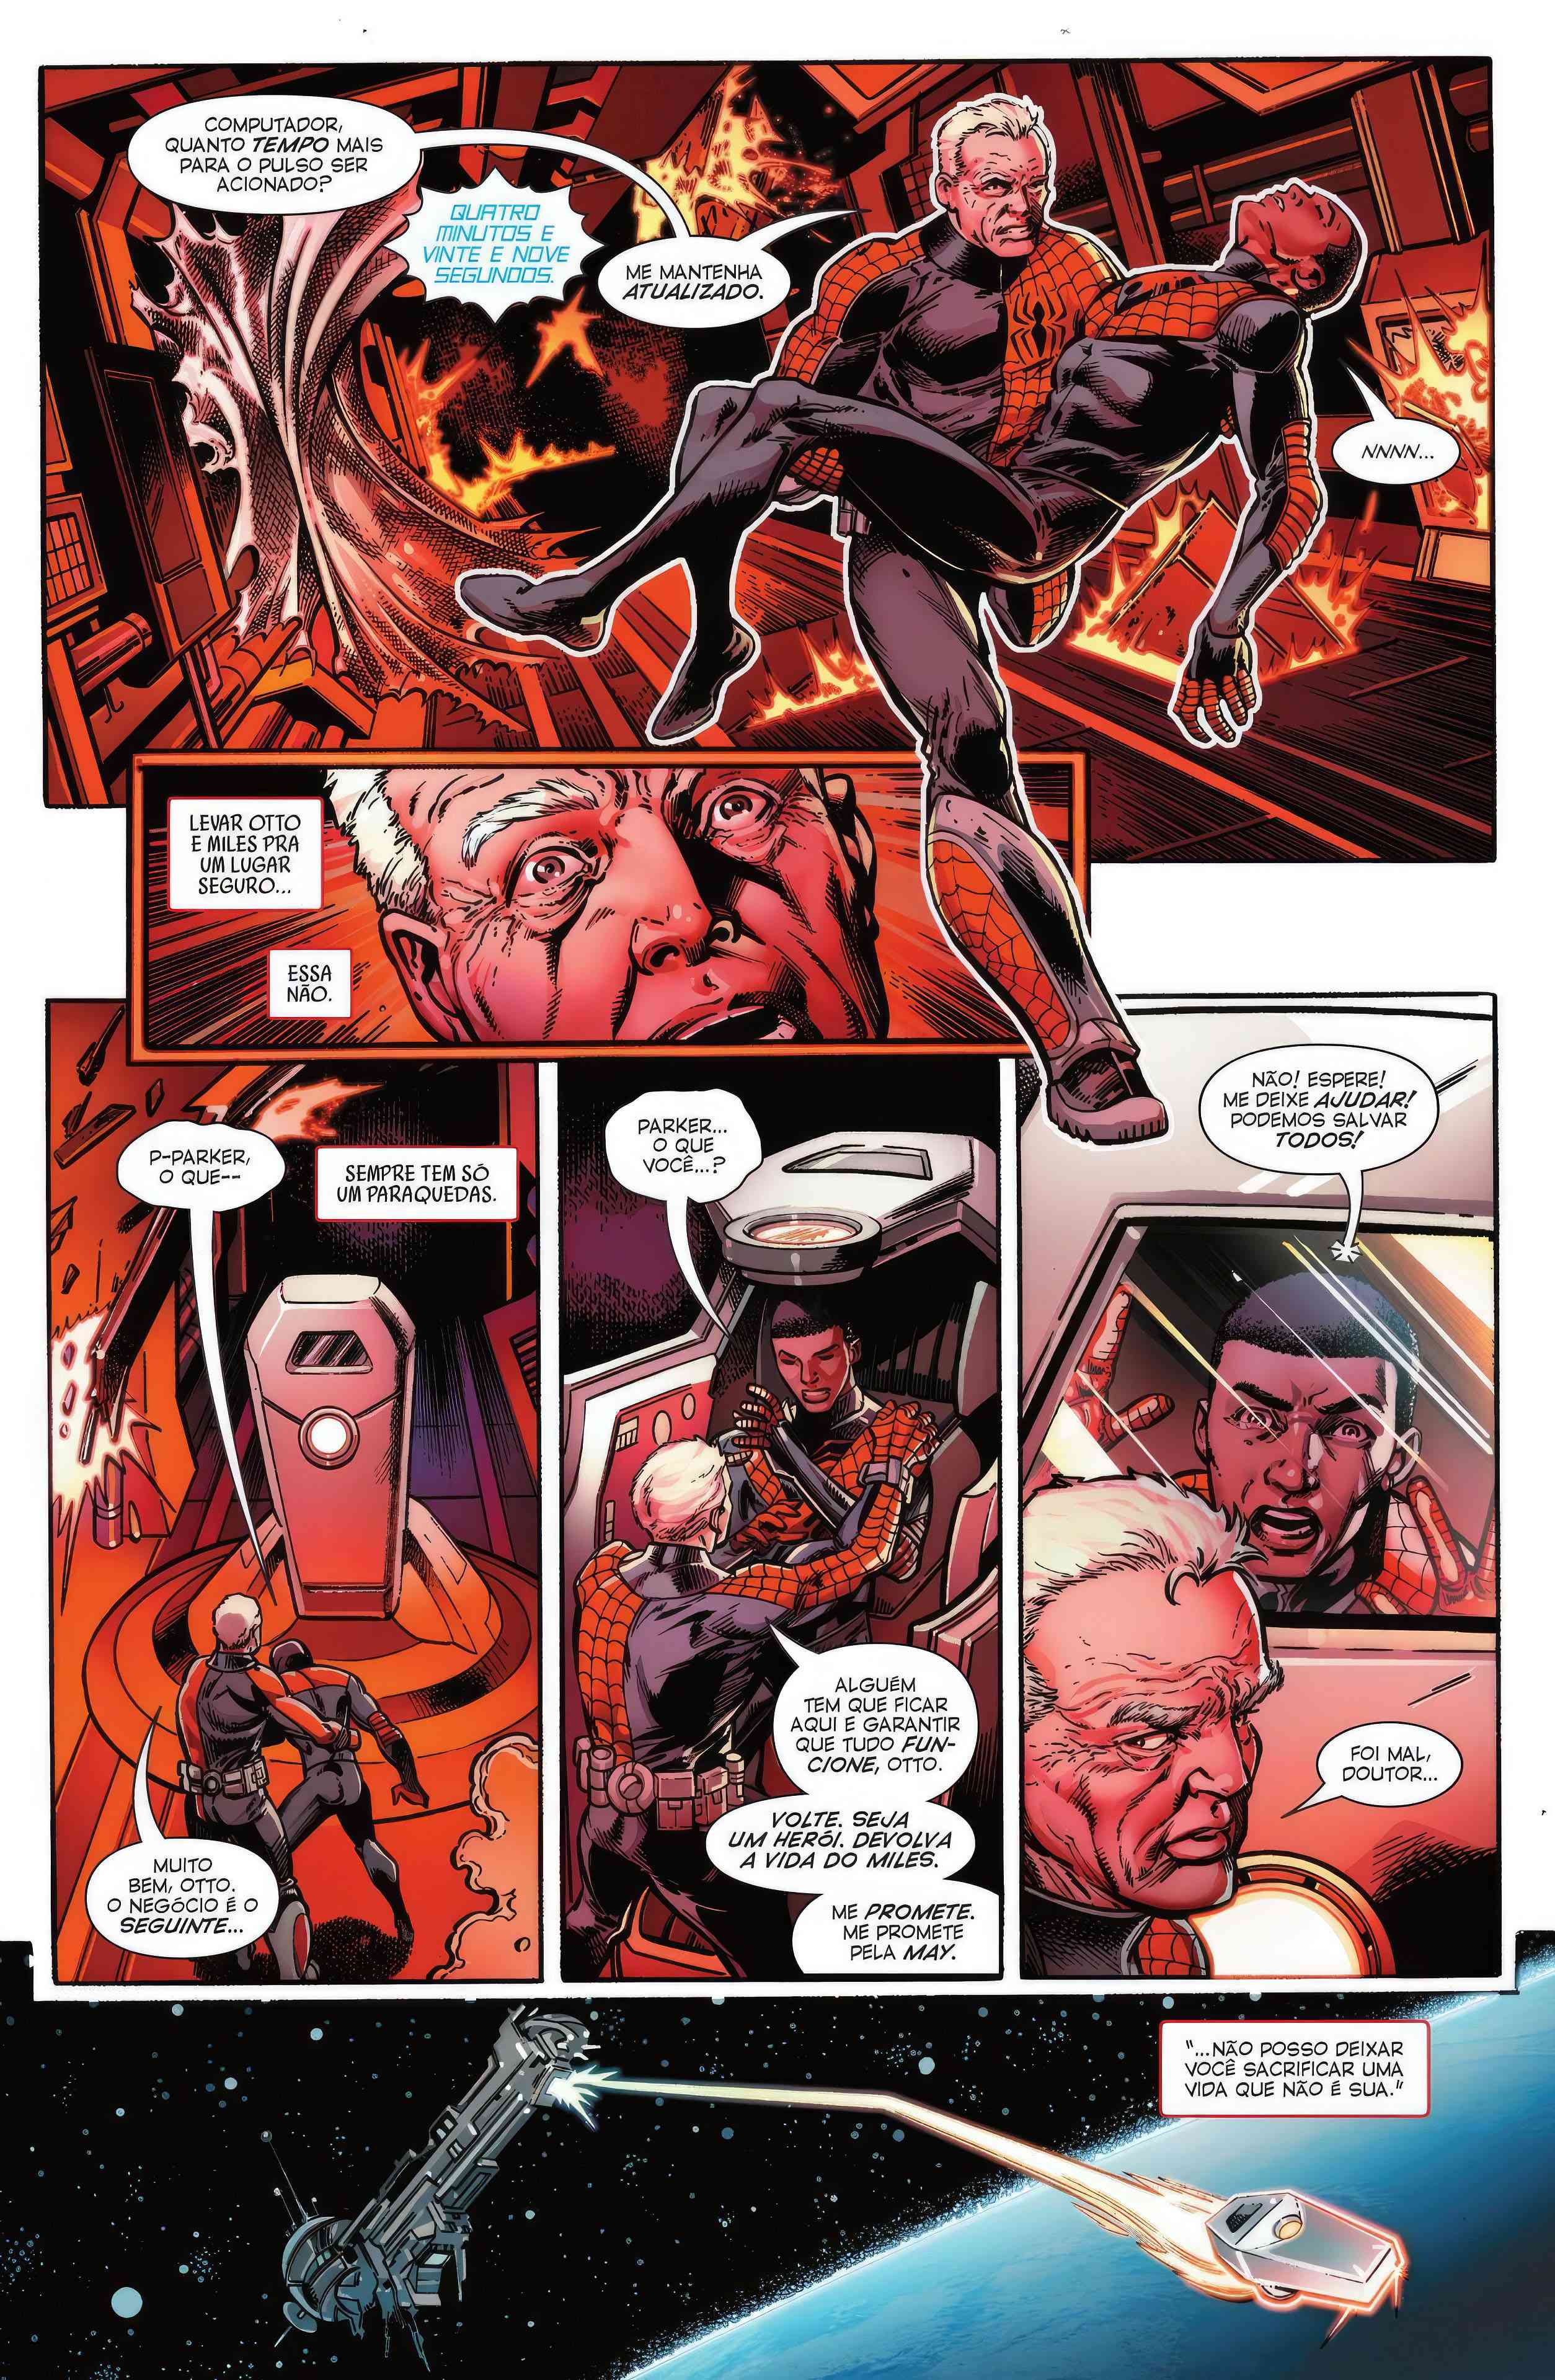 COMPUTADOR,
QUANTO TEMPO MAIS
PARA O PULSO SER
ACIONADO?
QUATRO
MINUTOS E
VINTE E NOVE
SEGUNDOS.
ME MANTENHA
ATUALIZADO.
NNNN...
LEVAR OTTO
E MILES PRA
UM LUGAR
SEGURO...
ESSA
NÃO.
P-PARKER,
O QUE--
SEMPRE TEM SÓ
UM PARAQUEDAS.
MUITO
BEM, OTTO.
O NEGÓCIO É O
SEGUINTE...
PARKER...
O QUE
VOCÊ...?
ALGUÉM
TEM QUE FICAR
AQUI E GARANTIR
QUE TUDO FUN-
CIONE, OTTO.
VOLTE. SEJA
UM HERÓI. DEVOLVA
A VIDA DO MILES.
ME PROMETE.
ME PROMETE
PELA MAY.
NÃO! ESPERE!
ME DEIXE AJUDAR!
PODEMOS SALVAR
TODOS!
FOI MAL,
DOUTOR...
"...NÃO POSSO DEIXAR
VOCÊ SACRIFICAR UMA
VIDA QUE NÃO É SUA."